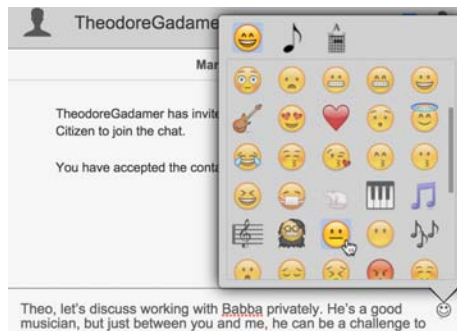 TheodoreGadamer
Mar
TheodoreGadamer has invite
Citizen to join the chat.
You have accepted the conta
Theo, let's discuss working with Babba privately. He's a good
musician, but just between you and me, he can be a challenge to